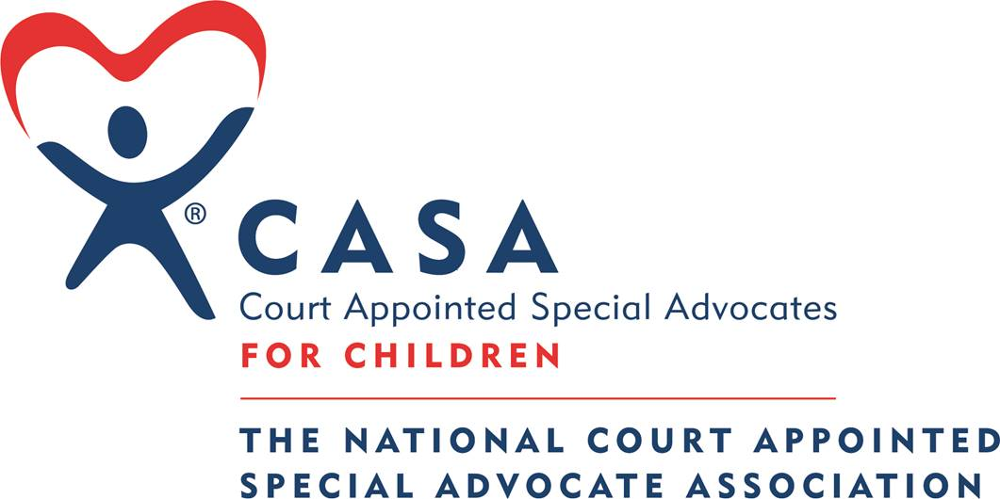 ®
CASA
Court Appointed Special Advocates
FOR CHILDREN
THE NATIONAL COURT APPOINTED
SPECIAL ADVOCATE ASSOCIATION